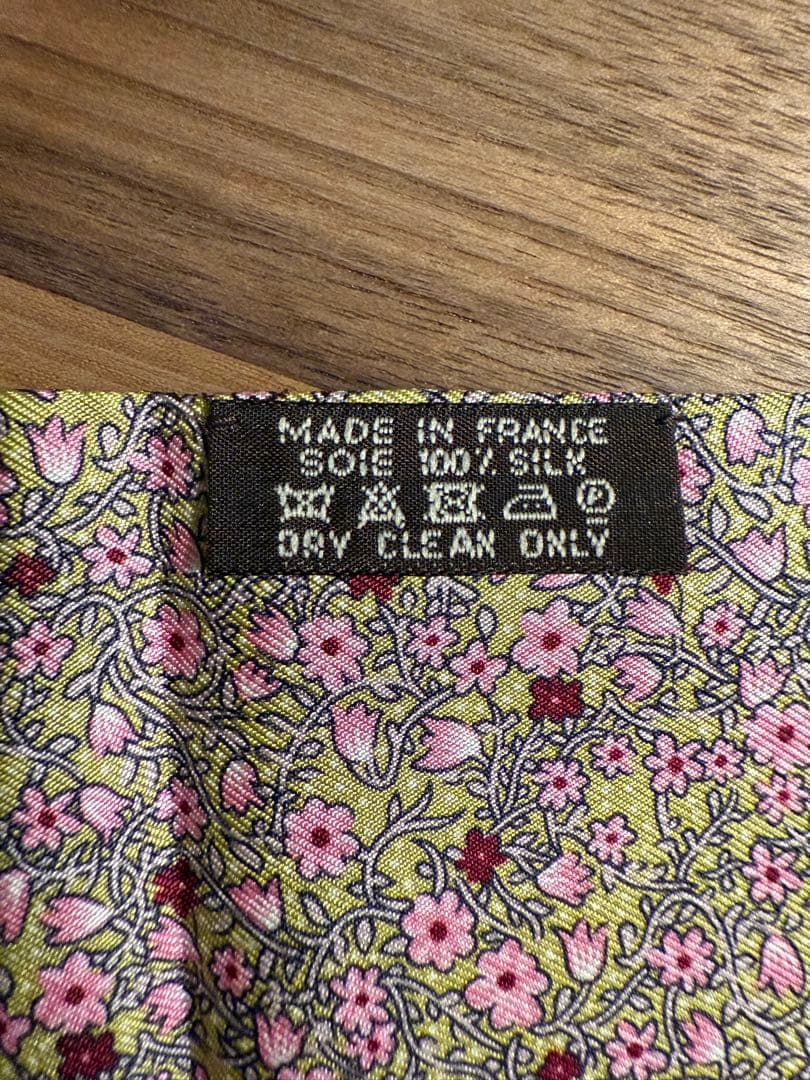 MADE IN FRANCE
SOIE 100% SILK
P
DRY CLEAN ONLY